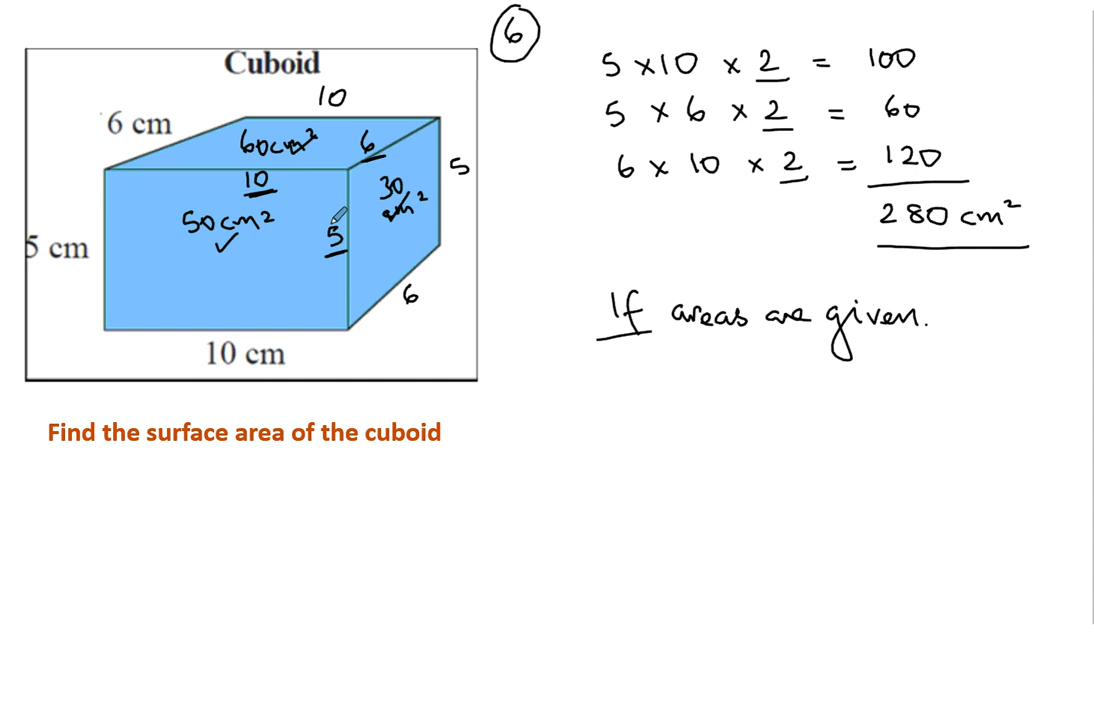 6
Cuboid
10
6 cm
60cm²
6
5
10
30
cm²
50cm²
5
5 cm
6
10 cm
Find the surface area of the cuboid
5 × 10 × 2 = 100
5 × 6 × 2 = 60
6 × 10 × 2 = 120
280 cm²
If areas are given.